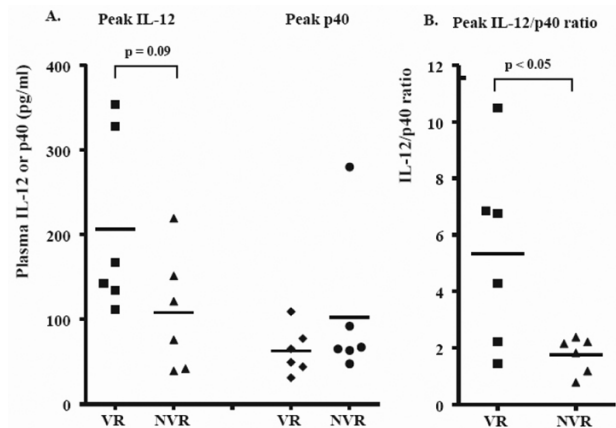 A. Peak IL-12 Peak p40
p = 0.09
Plasma IL-12 or p40 (pg/ml)
400
300
200
100
0
VR NVR VR NVR
B. Peak IL-12/p40 ratio
p < 0.05
IL-12/p40 ratio
12
10
8
6
4
2
0
VR NVR